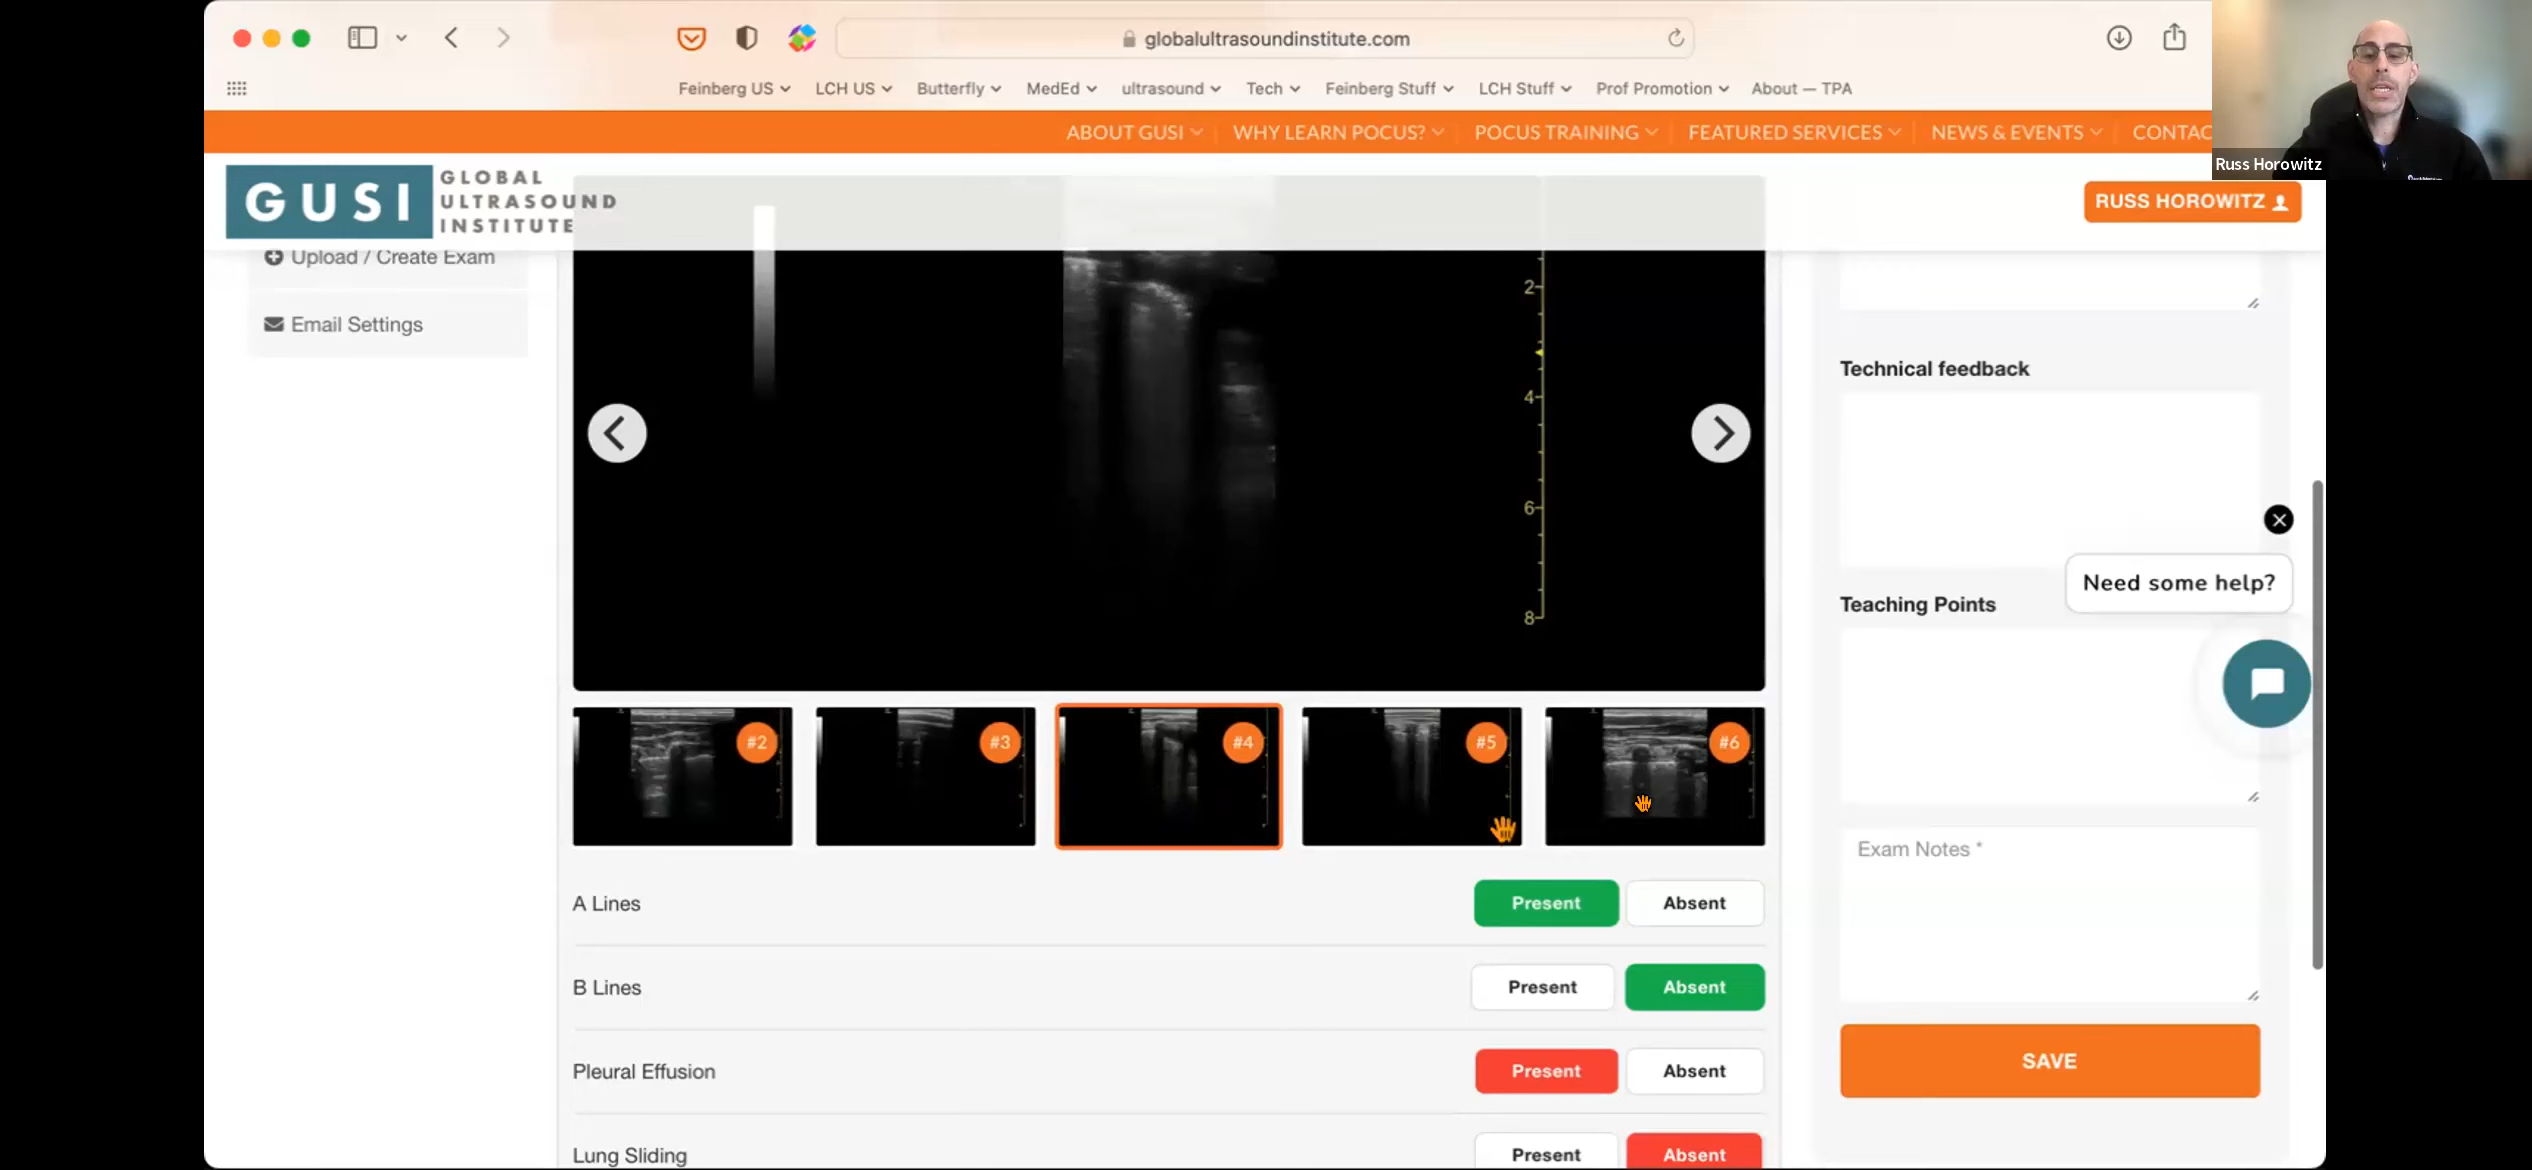 globalultrasoundinstitute.com
Feinberg US
LCH US
Butterfly
MedEd
ultrasound
Tech
Feinberg Stuff
LCH Stuff
Prof Promotion
About — TPA
ABOUT GUSI
WHY LEARN POCUS?
POCUS TRAINING
FEATURED SERVICES
NEWS & EVENTS
CONTAC
Russ Horowitz
GUSI
GLOBAL
ULTRASOUND
INSTITUTE
RUSS HOROWITZ
Upload / Create Exam
Email Settings
2
4
6
8
Technical feedback
Need some help?
Teaching Points
#2
#3
#4
#5
#6
Exam Notes *
A Lines
Present
Absent
B Lines
Present
Absent
SAVE
Pleural Effusion
Present
Absent
Lung Sliding
Present
Absent